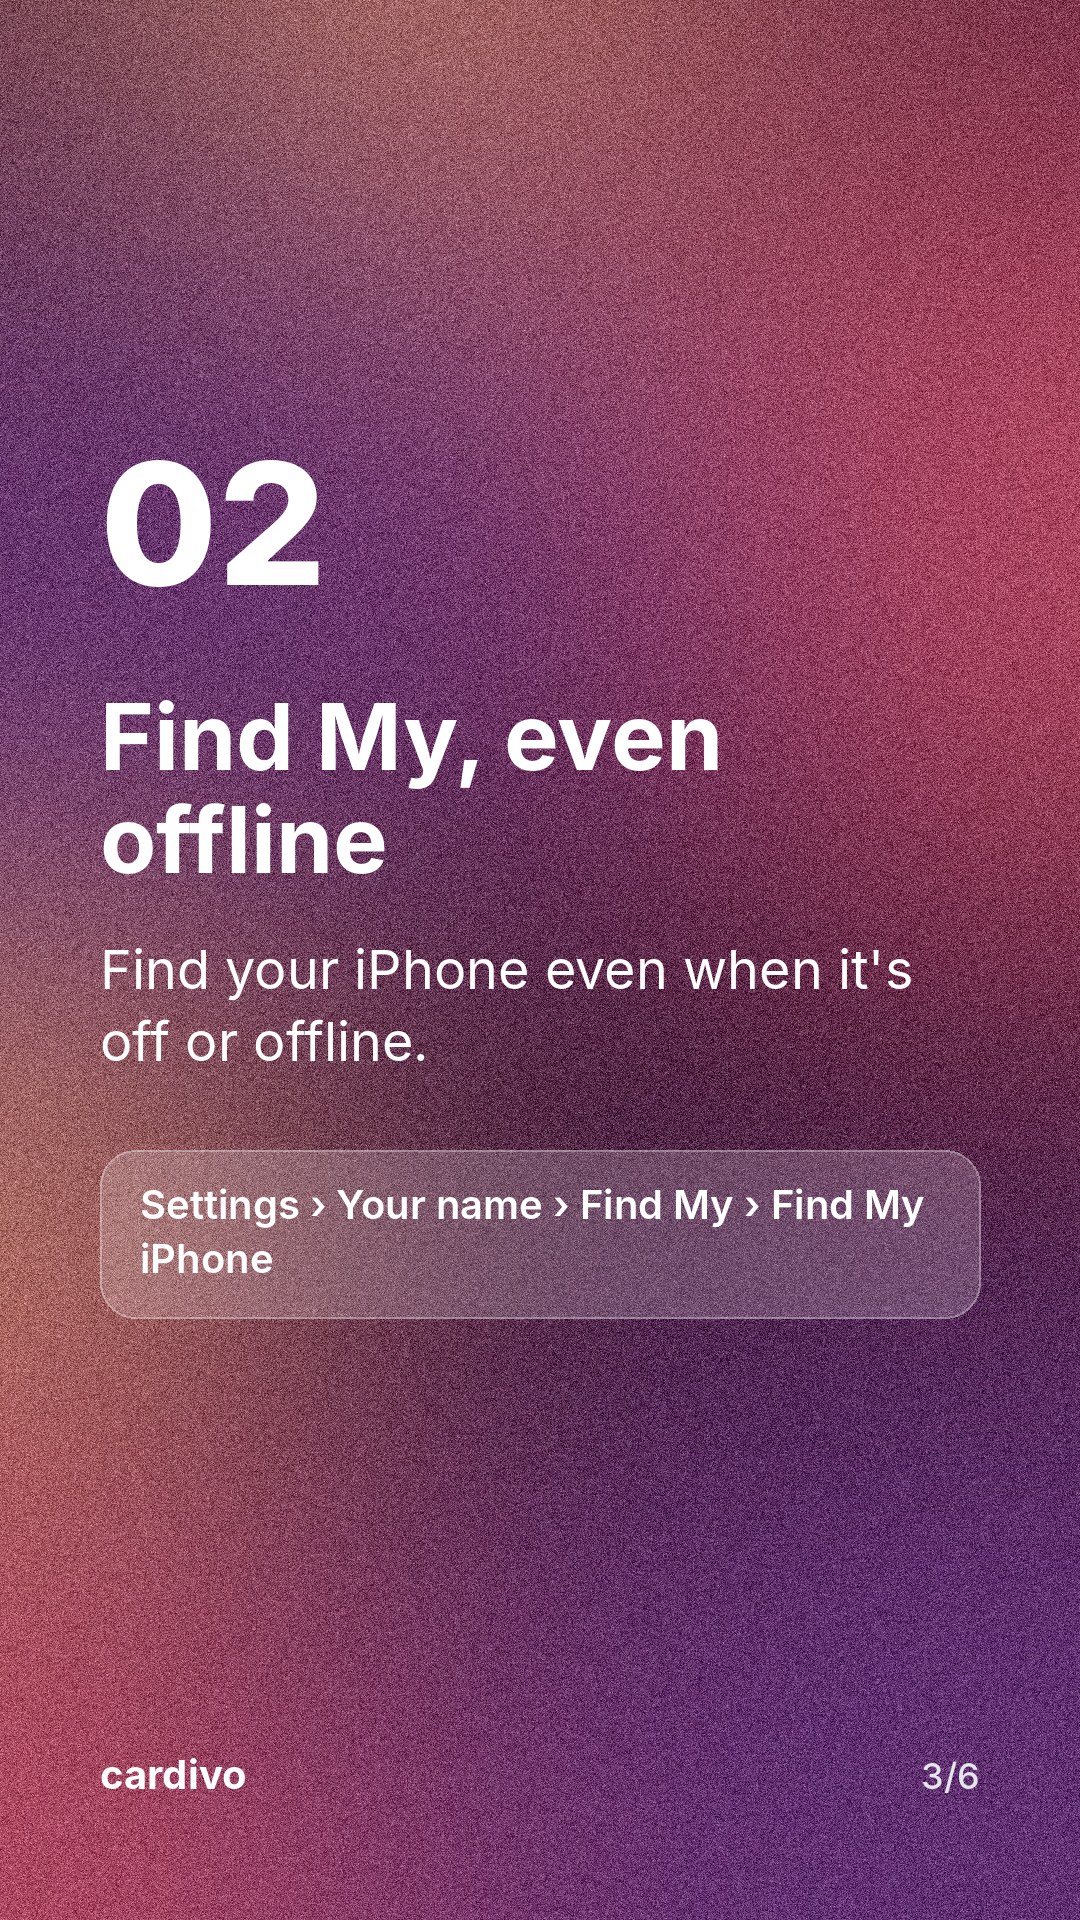 02
Find My, even
offline
Find your iPhone even when it's
off or offline.
Settings › Your name › Find My › Find My
iPhone
cardivo
3/6